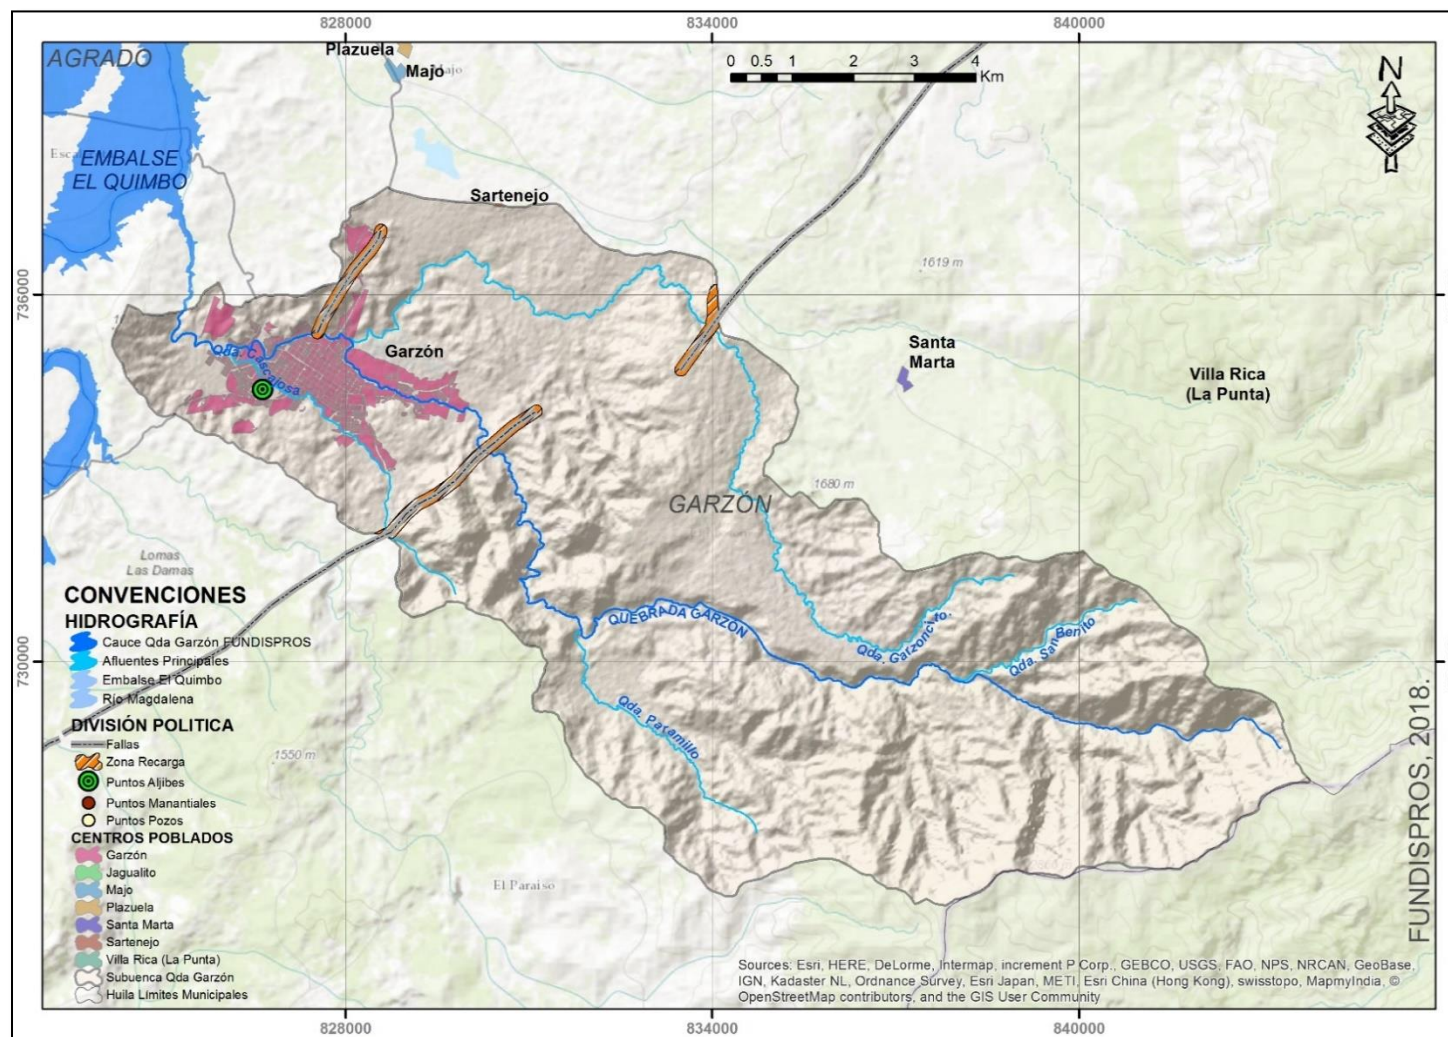 828000
834000
840000
AGRADO
Plazuela
Majo
0 0.5 1 2 3 4
Km
N
EMBALSE
EL QUIMBO
Sartenejo
1619 m
736000
736000
Qda. Cascajosa
Garzón
Santa
Marta
Villa Rica
(La Punta)
1680 m
GARZÓN
Lomas
Las Damas
QUEBRADA GARZÓN
Qda. Garzoncito.
Qda. San Benito
Qda. Paramillo
730000
730000
1550 m
El Paraiso
CONVENCIONES
HIDROGRAFÍA
Cauce Qda Garzón FUNDISPROS
Afluentes Principales
Embalse El Quimbo
Río Magdalena
DIVISIÓN POLITICA
Fallas
Zona Recarga
Puntos Aljibes
Puntos Manantiales
Puntos Pozos
CENTROS POBLADOS
Garzón
Jagualito
Majo
Plazuela
Santa Marta
Sartenejo
Villa Rica (La Punta)
Subuenca Qda Garzón
Huila Límites Municipales
FUNDISPROS, 2018.
Sources: Esri, HERE, DeLorme, Intermap, increment P Corp., GEBCO, USGS, FAO, NPS, NRCAN, GeoBase,
IGN, Kadaster NL, Ordnance Survey, Esri Japan, METI, Esri China (Hong Kong), swisstopo, MapmyIndia, ©
OpenStreetMap contributors, and the GIS User Community
828000
834000
840000